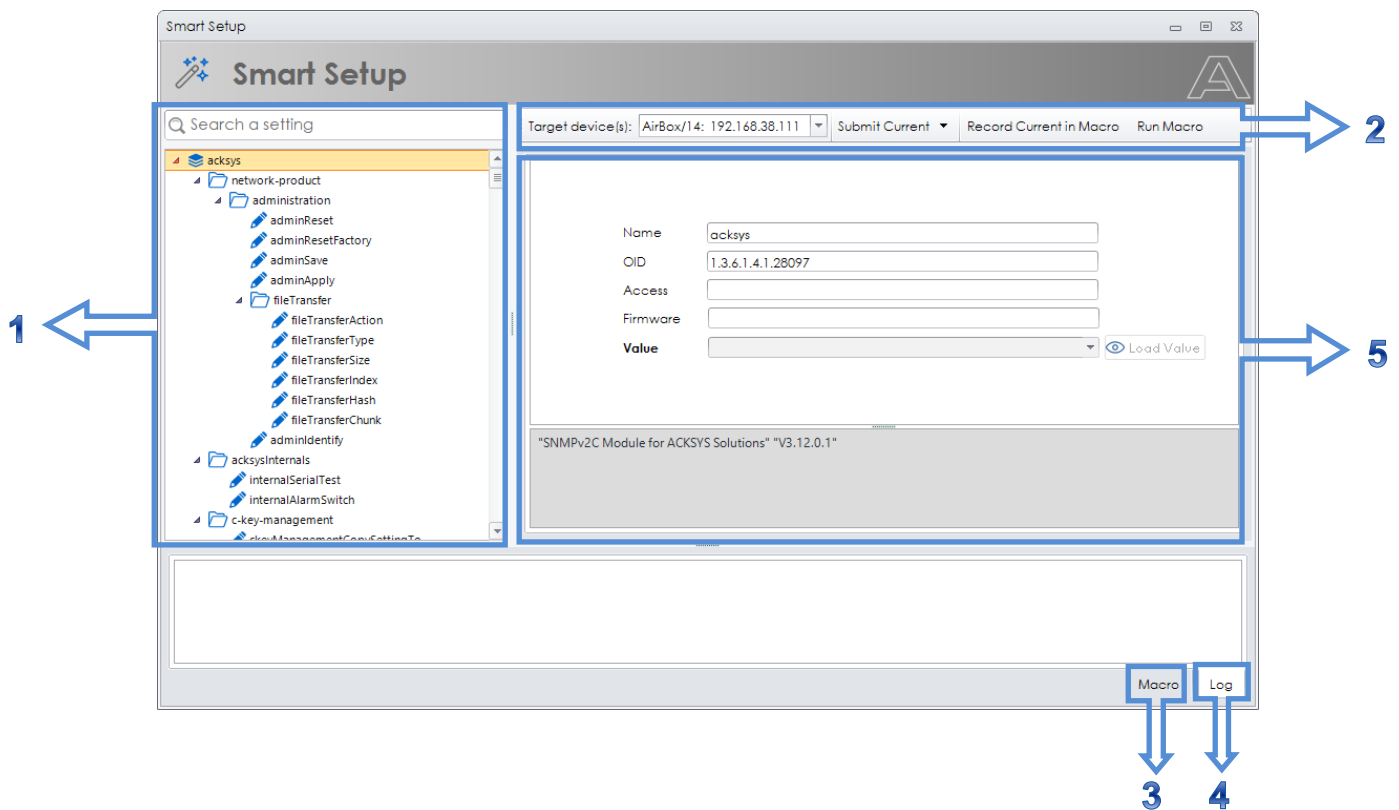 Smart Setup
Smart Setup
Search a setting
Target device(s): AirBox/14: 192.168.38.111 Submit Current Record Current in Macro Run Macro
2
acksys
network-product
administration
adminReset
adminResetFactory
adminSave
adminApply
fileTransfer
fileTransferAction
fileTransferType
fileTransferSize
fileTransferIndex
fileTransferHash
fileTransferChunk
adminIdentify
acksysInternals
internalSerialTest
internalAlarmSwitch
c-key-management
ckeyManagementCopySettingTo
1
Name acksys
OID 1.3.6.1.4.1.28097
Access
Firmware
Value Load Value
5
"SNMPv2C Module for ACKSYS Solutions" "V3.12.0.1"
Macro Log
3 4